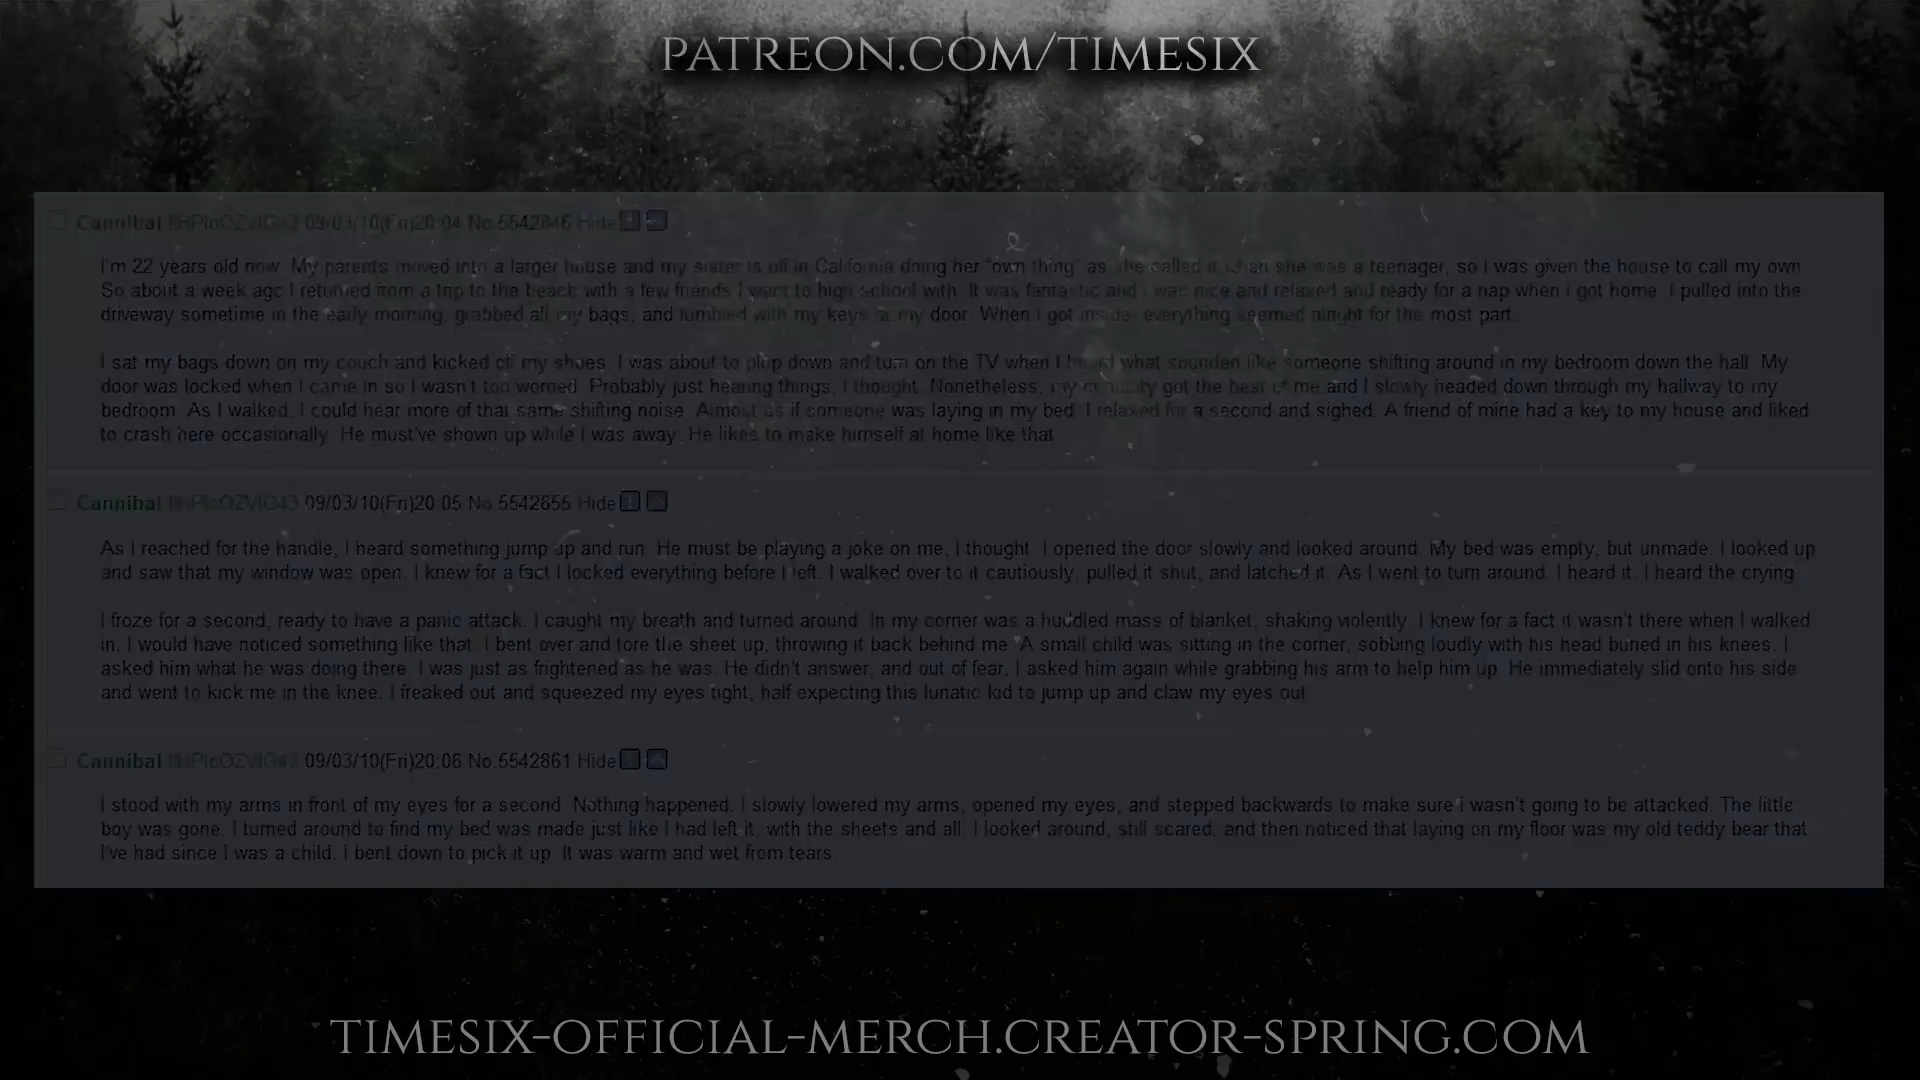 PATREON.COM/TIMESIX
Cannibal 09/03/10(Fri)20:04 No.5542846 Hide
I'm 22 years old now. My parents moved into a larger house and my sister is off in California doing her "own thing" as she called it when she was a teenager, so I was given the house to call my own.
So about a week ago I returned from a trip to the beach with a few friends I went to high school with. It was fantastic and I was nice and relaxed and ready for a nap when I got home. I pulled into the
driveway sometime in the early morning, grabbed all my bags, and fumbled with my keys at my door. When I got inside, everything seemed alright for the most part.
I sat my bags down on my couch and kicked off my shoes. I was about to plop down and turn on the TV when I heard what sounded like someone shifting around in my bedroom down the hall. My
door was locked when I came in so I wasn't too worried. Probably just hearing things, I thought. Nonetheless, my curiosity got the best of me and I slowly headed down through my hallway to my
bedroom. As I walked, I could hear more of that same shifting noise. Almost as if someone was laying in my bed. I relaxed for a second and sighed. A friend of mine had a key to my house and liked
to crash here occasionally. He must've shown up while I was away. He likes to make himself at home like that.
Cannibal 09/03/10(Fri)20:05 No.5542855 Hide
As I reached for the handle, I heard something jump up and run. He must be playing a joke on me, I thought. I opened the door slowly and looked around. My bed was empty, but unmade. I looked up
and saw that my window was open. I knew for a fact I locked everything before I left. I walked over to it cautiously, pulled it shut, and latched it. As I went to turn around, I heard it. I heard the crying.
I froze for a second, ready to have a panic attack. I caught my breath and turned around. In my corner was a huddled mass of blanket, shaking violently. I knew for a fact it wasn't there when I walked
in, I would have noticed something like that. I bent over and tore the sheet up, throwing it back behind me. A small child was sitting in the corner, sobbing loudly with his head buried in his knees. I
asked him what he was doing there. I was just as frightened as he was. He didn't answer, and out of fear, I asked him again while grabbing his arm to help him up. He immediately slid onto his side
and went to kick me in the knee. I freaked out and squeezed my eyes tight, half expecting this lunatic kid to jump up and claw my eyes out.
Cannibal 09/03/10(Fri)20:06 No.5542861 Hide
I stood with my arms in front of my eyes for a second. Nothing happened. I slowly lowered my arms, opened my eyes, and stepped backwards to make sure I wasn't going to be attacked. The little
boy was gone. I turned around to find my bed was made just like I had left it, with the sheets and all. I looked around, still scared, and then noticed that laying on my floor was my old teddy bear that
I've had since I was a child. I bent down to pick it up. It was warm and wet from tears.
TIMESIX-OFFICIAL-MERCH.CREATOR-SPRING.COM